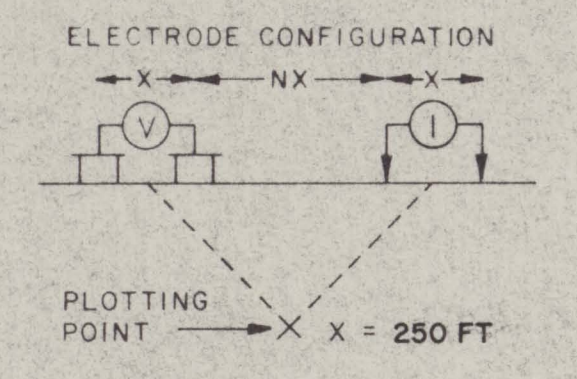 ELECTRODE CONFIGURATION
X NX X
V I
PLOTTING
POINT X X = 250 FT